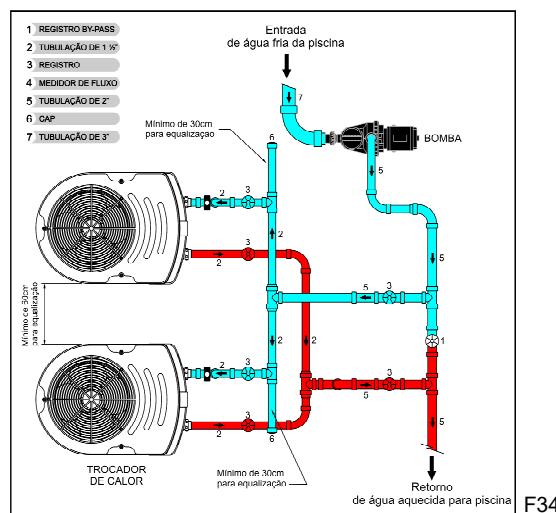 1 REGISTRO BY-PASS
2 TUBULAÇÃO DE 1 ½"
3 REGISTRO
4 MEDIDOR DE FLUXO
5 TUBULAÇÃO DE 2"
6 CAP
7 TUBULAÇÃO DE 3"
Entrada
de água fria da piscina
7
BOMBA
Mínimo de 30cm
para equalização
6
5
2
3
2
3
2
5
Mínimo de 30cm
para equalização
5
3
2
2
1
2
3
3
5
3
2
6
5
TROCADOR
DE CALOR
Mínimo de 30cm
para equalização
Retorno
de água aquecida para piscina
F34